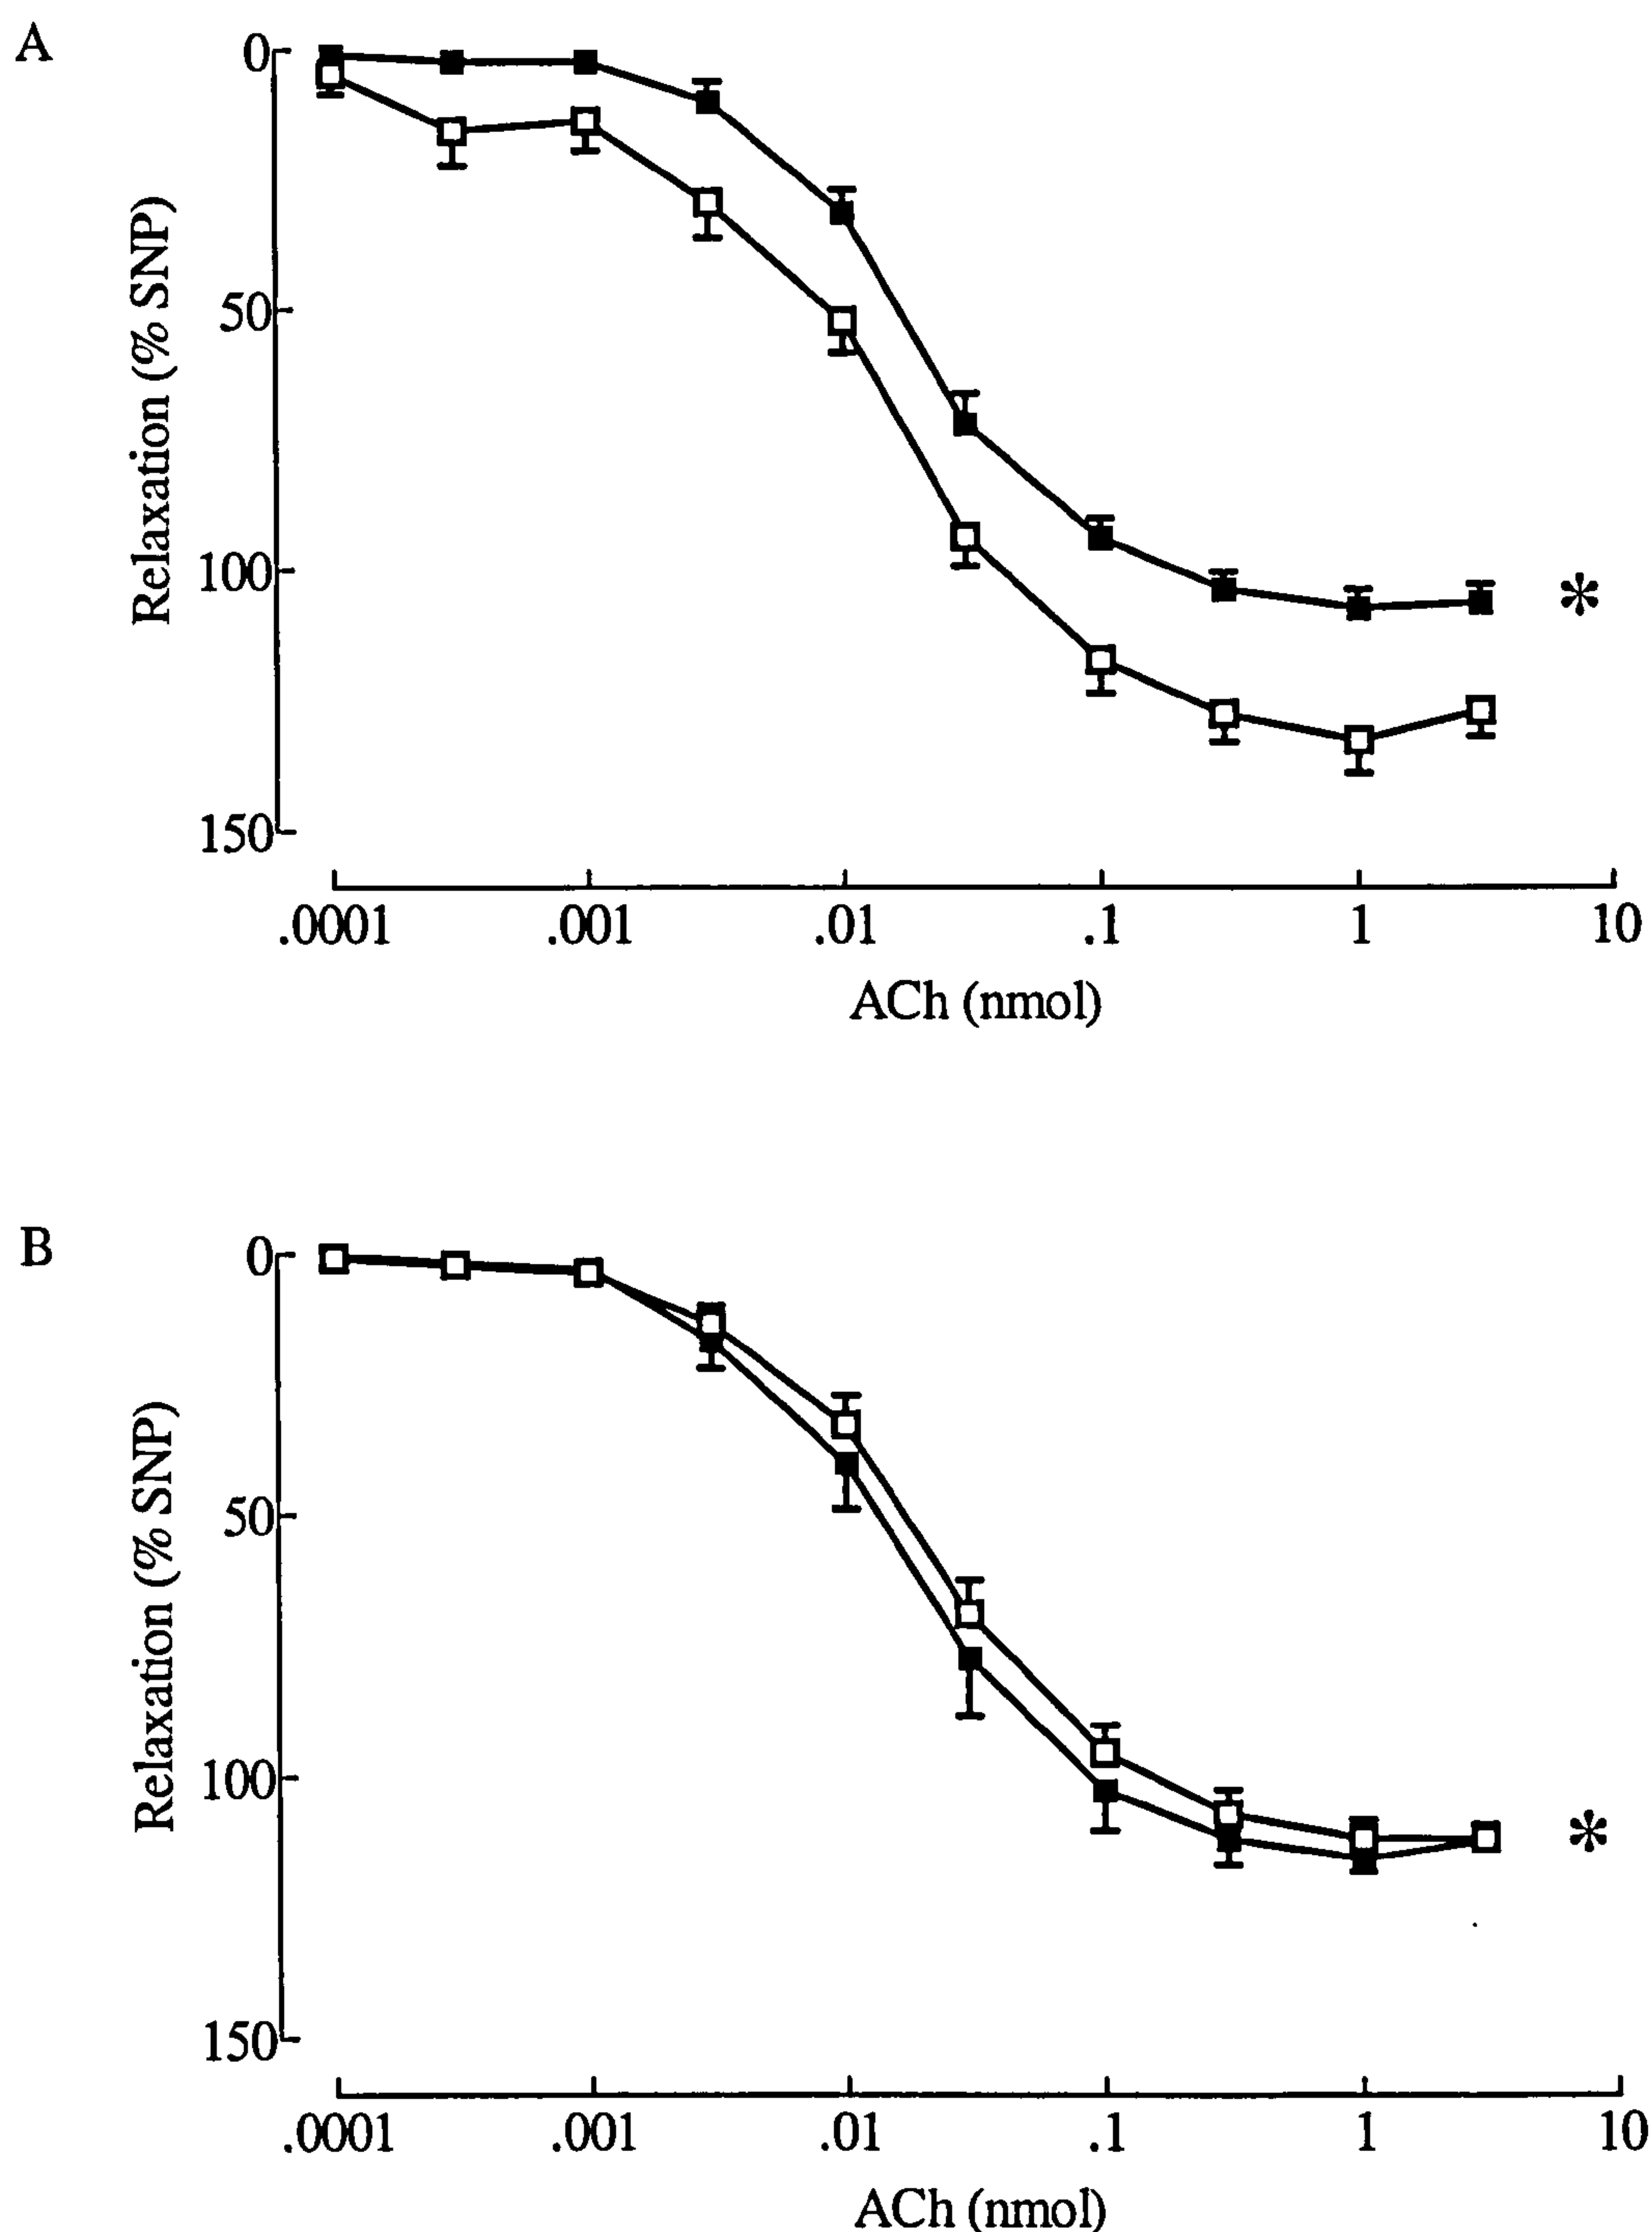 A
0
50
100
150
Relaxation (% SNP)
*
.0001 .001 .01 .1 1 10
ACh (nmol)
B
0
50
100
150
Relaxation (% SNP)
*
.0001 .001 .01 .1 1 10
ACh (nmol)